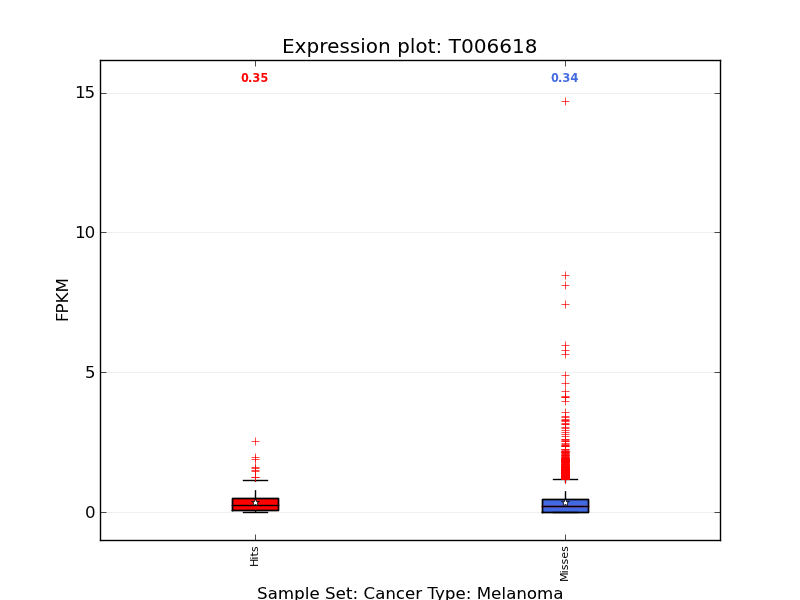 Expression plot: T006618
0.35
0.34
15
10
5
0
FPKM
Hits
Misses
Sample Set: Cancer Type: Melanoma